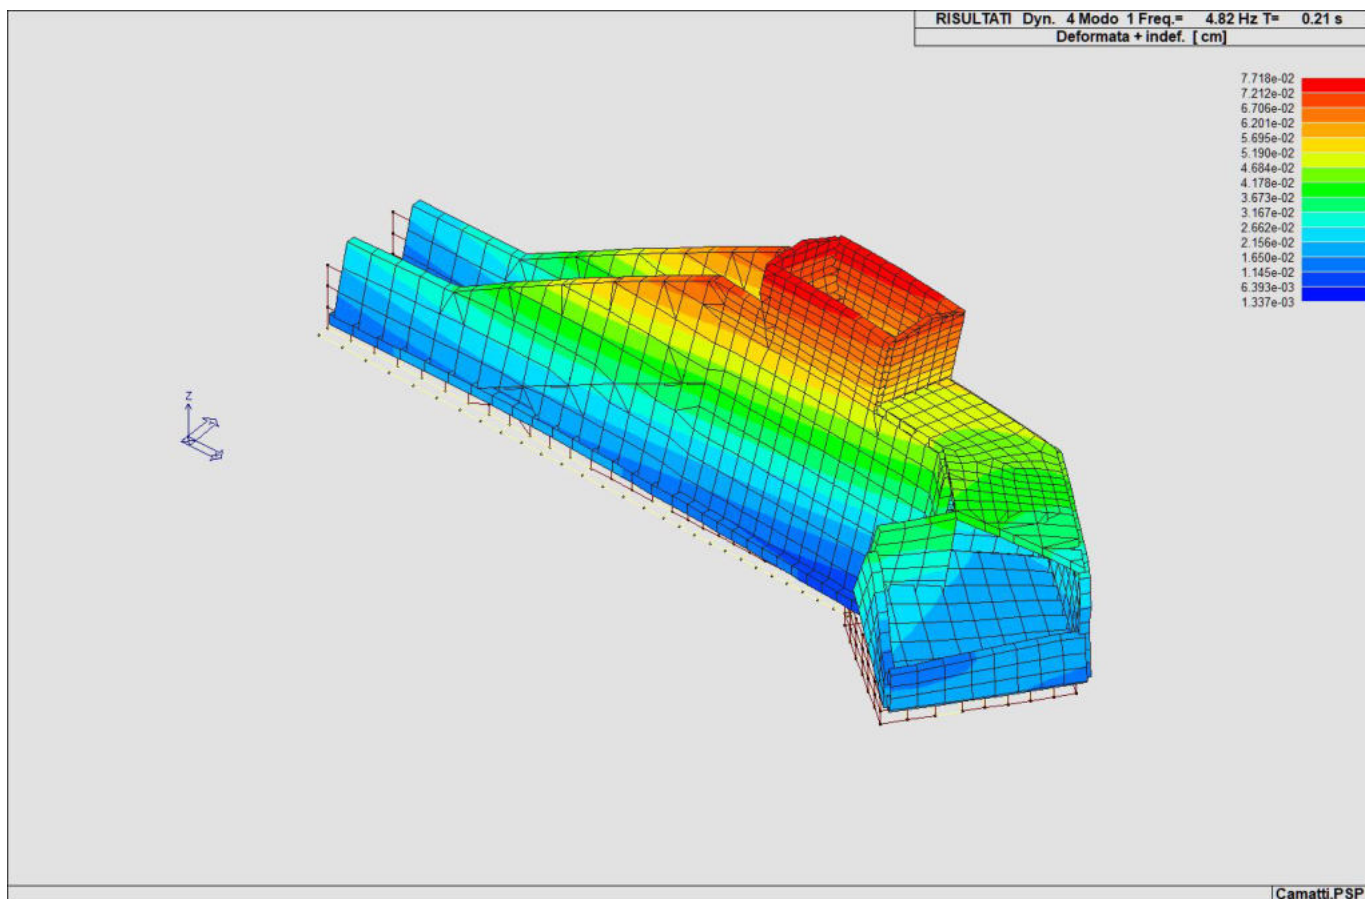 RISULTATI Dyn. 4 Modo 1 Freq.= 4.82 Hz T= 0.21 s
Deformata + indef. [ cm]
7.718e-02
7.212e-02
6.706e-02
6.201e-02
5.695e-02
5.190e-02
4.684e-02
4.178e-02
3.673e-02
3.167e-02
2.662e-02
2.156e-02
1.650e-02
1.145e-02
6.393e-03
1.337e-03
Z
Camatti.PSP